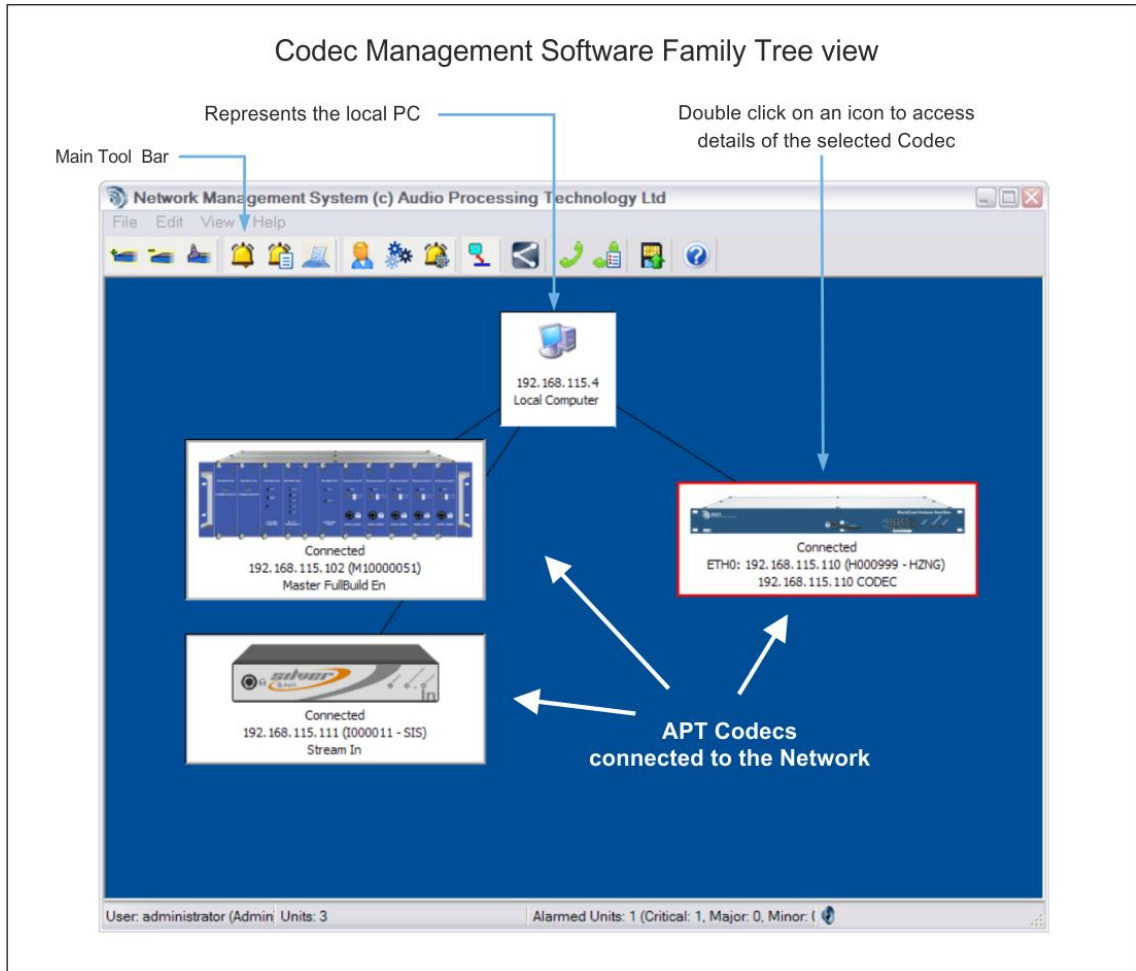 Codec Management Software Family Tree view
Represents the local PC
Double click on an icon to access
details of the selected Codec
Main Tool Bar
Network Management System (c) Audio Processing Technology Ltd
File Edit View Help
192.168.115.4
Local Computer
Connected
192.168.115.102 (M10000051)
Master FullBuild En
Connected
ETH0: 192.168.115.110 (H000999 - HZNG)
192.168.115.110 CODEC
silver
In
Connected
192.168.115.111 (I000011 - SIS)
Stream In
APT Codecs
connected to the Network
User: administrator (Admin Units: 3 Alarmed Units: 1 (Critical: 1, Major: 0, Minor: (